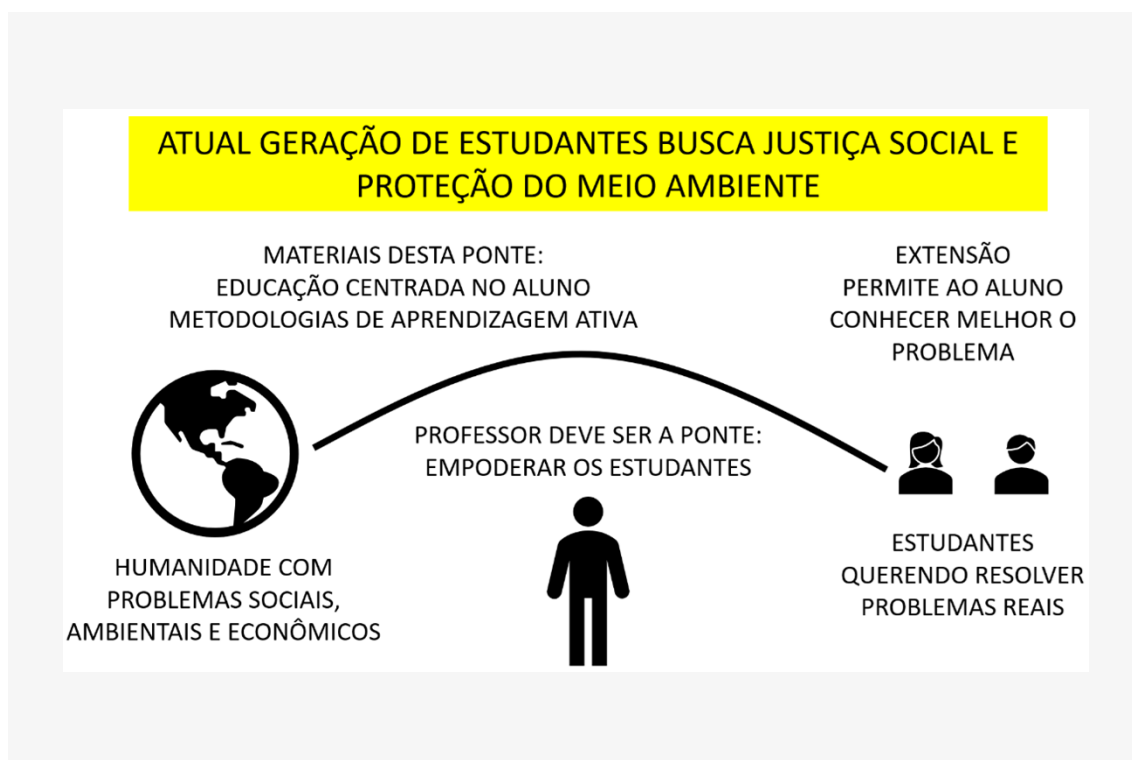 ATUAL GERAÇÃO DE ESTUDANTES BUSCA JUSTIÇA SOCIAL E
PROTEÇÃO DO MEIO AMBIENTE
MATERIAIS DESTA PONTE:
EDUCAÇÃO CENTRADA NO ALUNO
METODOLOGIAS DE APRENDIZAGEM ATIVA
EXTENSÃO
PERMITE AO ALUNO
CONHECER MELHOR O
PROBLEMA
PROFESSOR DEVE SER A PONTE:
EMPODERAR OS ESTUDANTES
HUMANIDADE COM
PROBLEMAS SOCIAIS,
AMBIENTAIS E ECONÔMICOS
ESTUDANTES
QUERENDO RESOLVER
PROBLEMAS REAIS